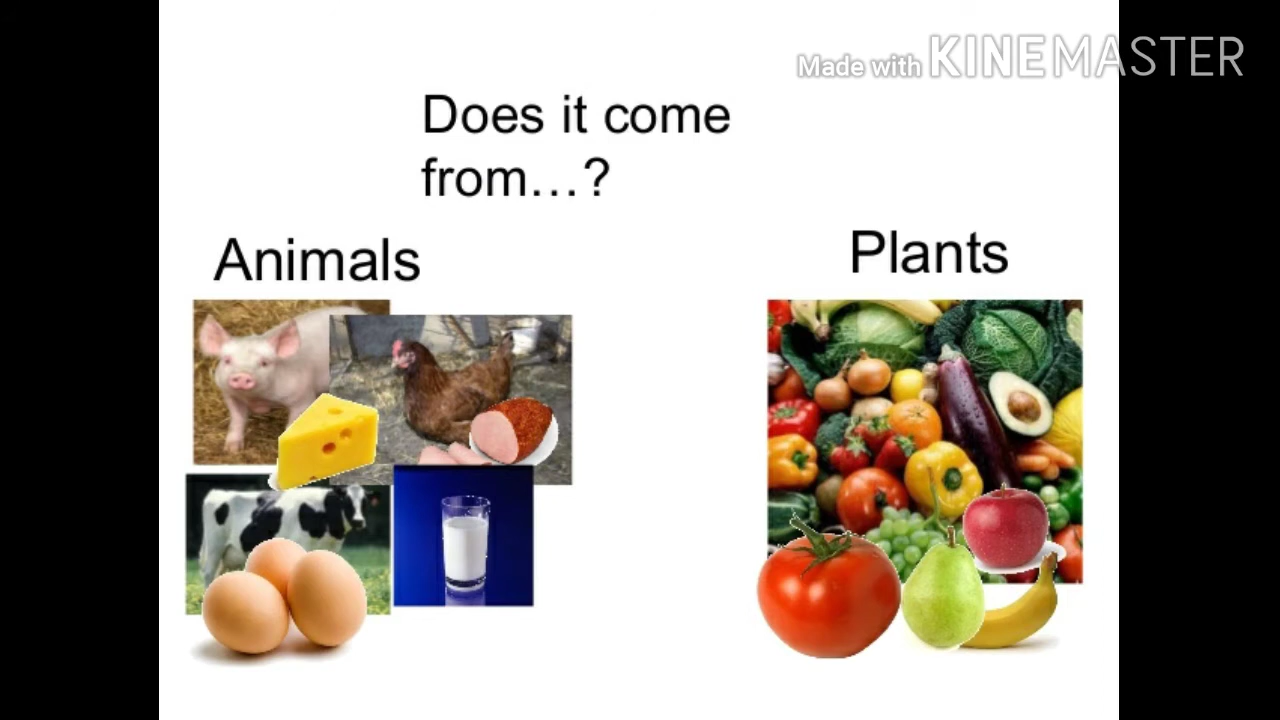 Made with KINEMASTER
Does it come
from…?
Animals
Plants